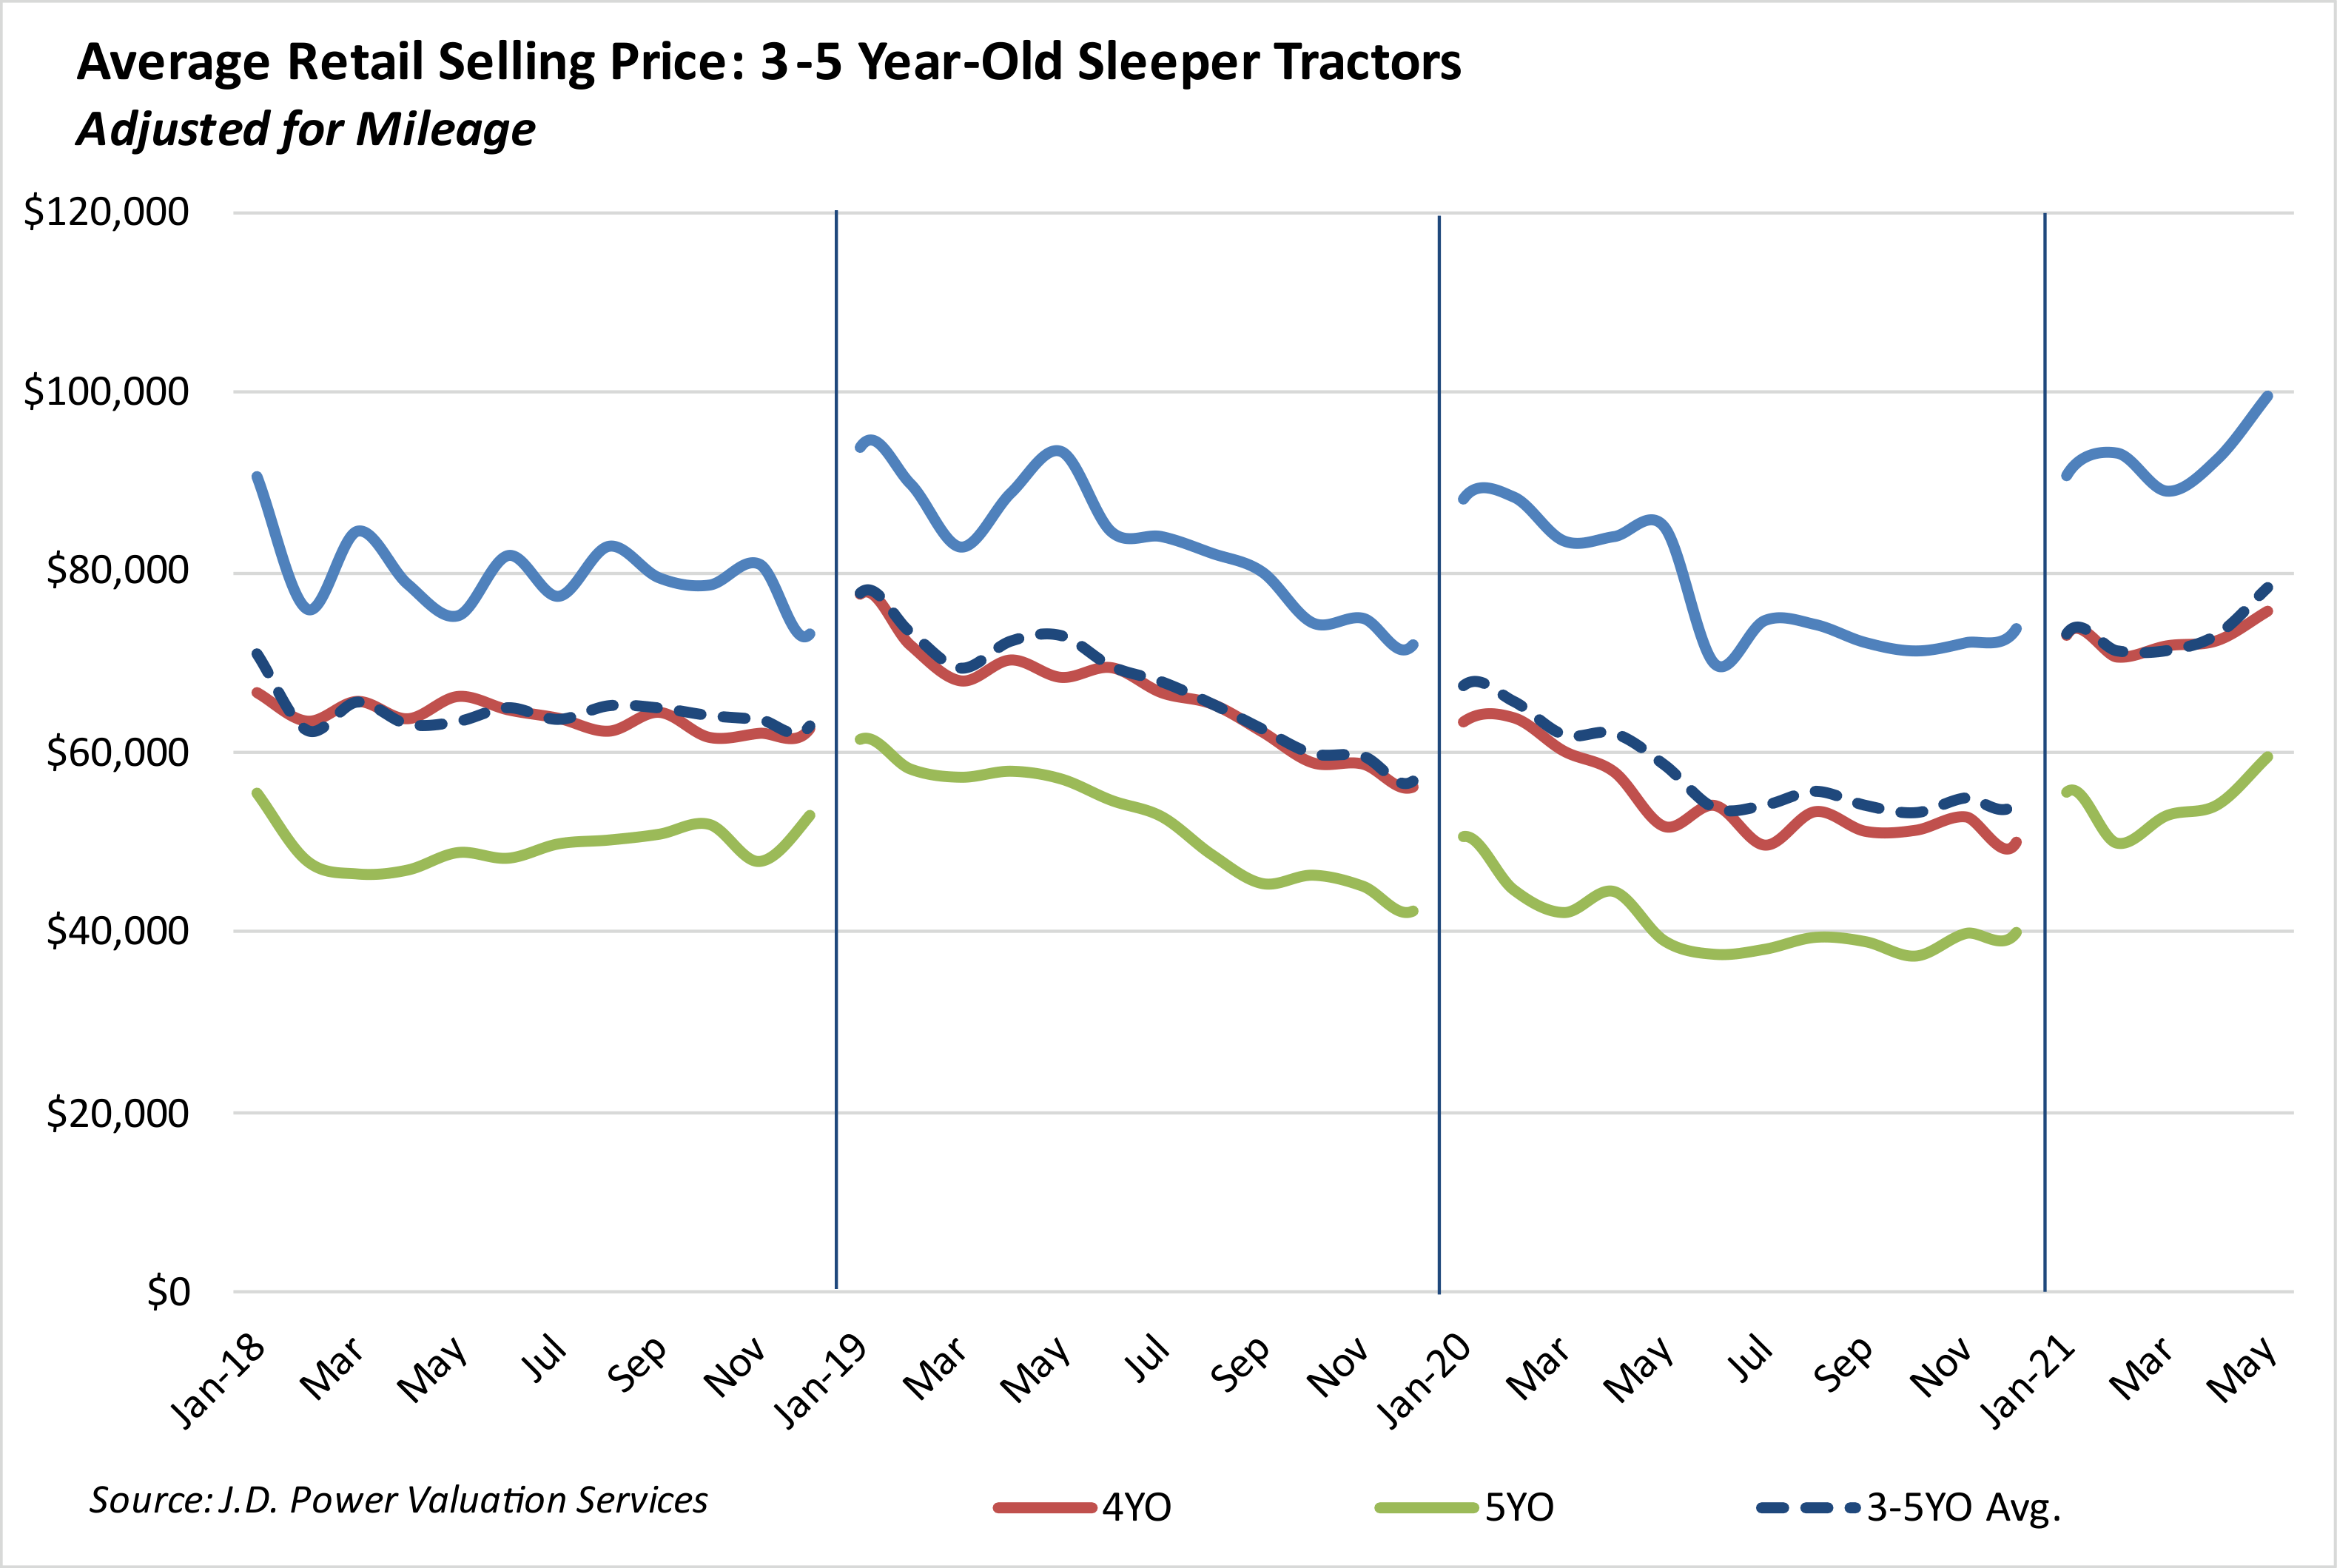 Average Retail Selling Price: 3-5 Year-Old Sleeper Tractors
Adjusted for Mileage
$120,000
$100,000
$80,000
$60,000
$40,000
$20,000
$0
Jan-18 Mar May Jul Sep Nov Jan-19 Mar May Jul Sep Nov Jan-20 Mar May Jul Sep Nov Jan-21 Mar May
Source: J.D. Power Valuation Services 4YO 5YO 3-5YO Avg.